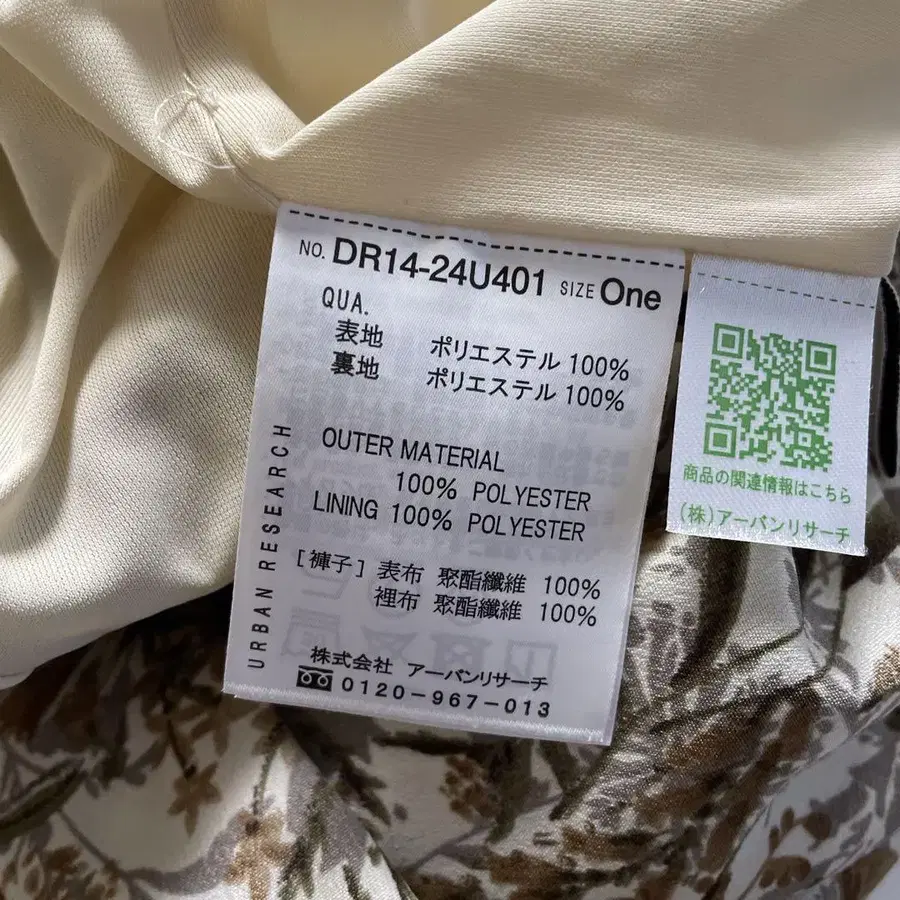 NO. DR14-24U401 SIZE One
QUA.
表地 ポリエステル 100%
裏地 ポリエステル 100%
OUTER MATERIAL
100% POLYESTER
LINING 100% POLYESTER
[褲子] 表布 聚酯纖維 100%
裡布 聚酯纖維 100%
株式会社 アーバンリサーチ
0120-967-013
URBAN RESEARCH
商品の関連情報はこちら
(株)アーバンリサーチ